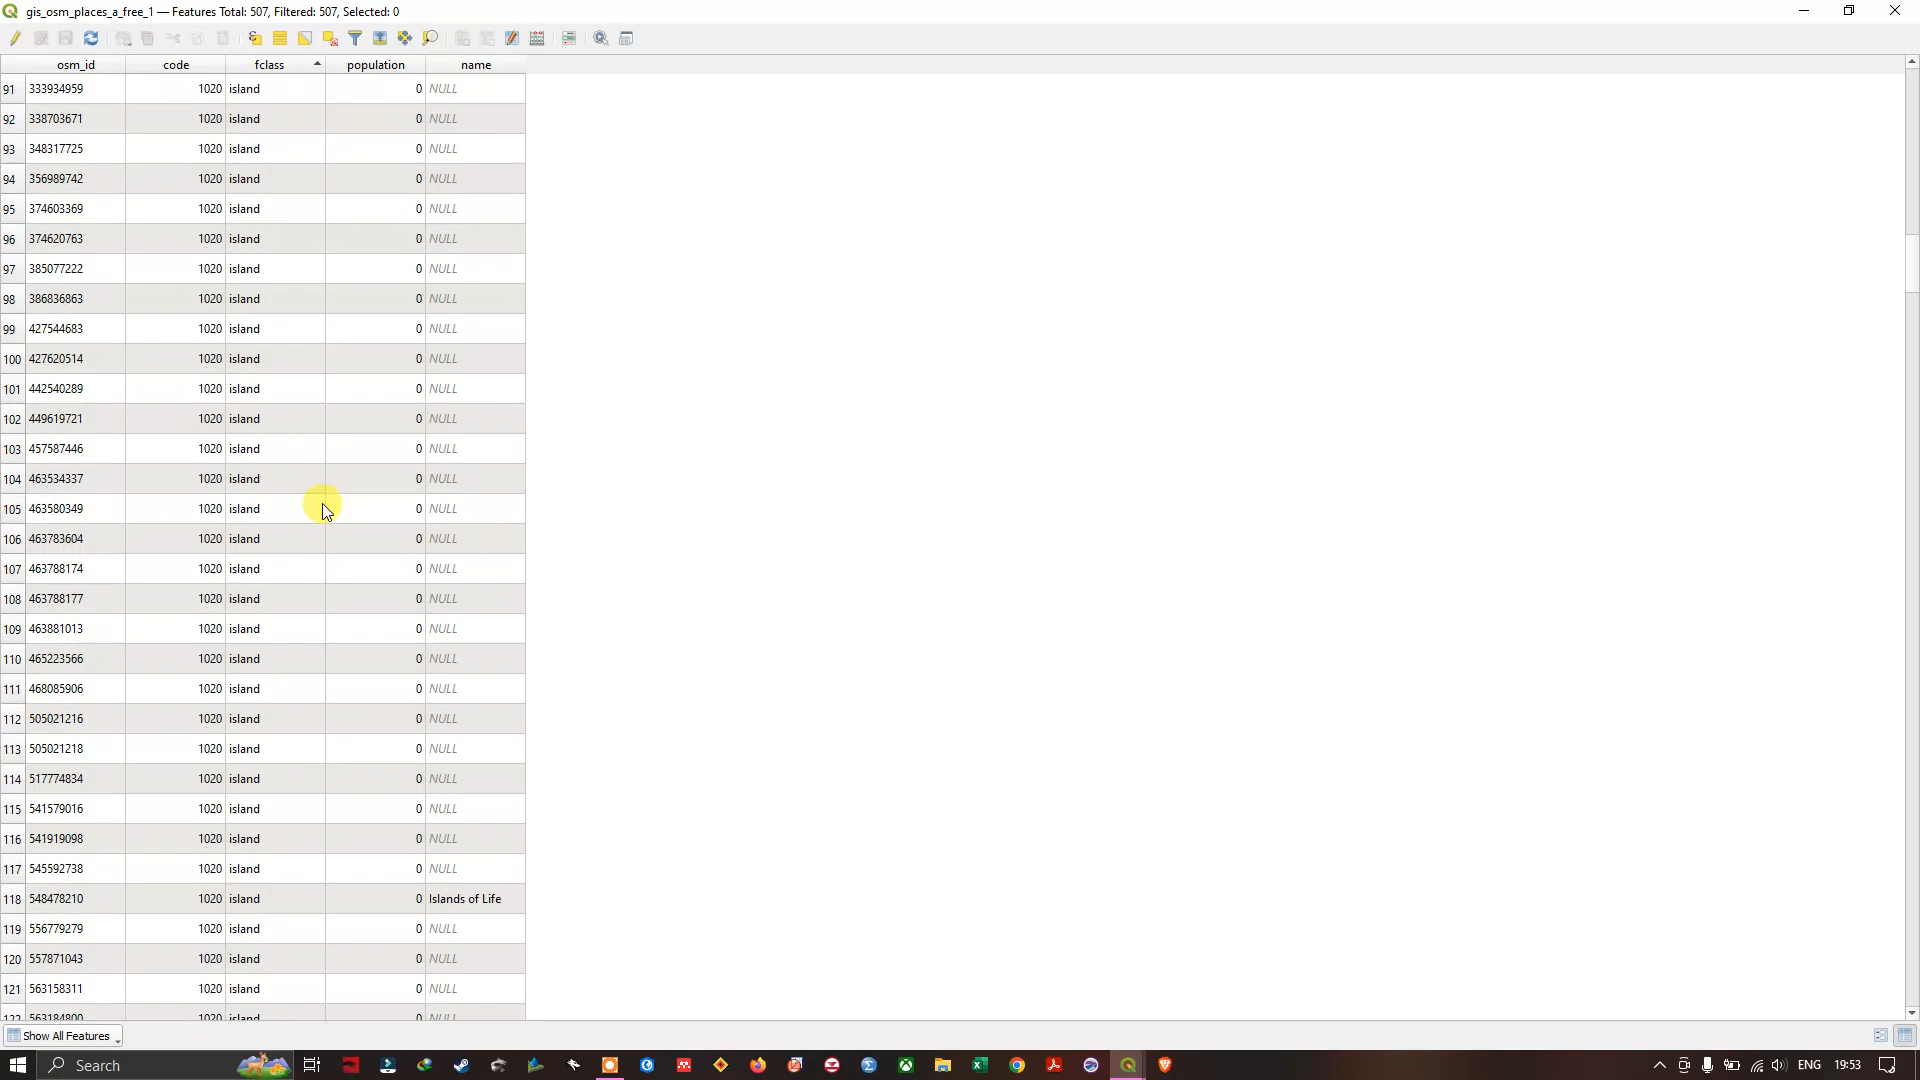 gis_osm_places_a_free_1 — Features Total: 507, Filtered: 507, Selected: 0
osm_id code fclass population name
91 333934959 1020 island 0 NULL
92 338703671 1020 island 0 NULL
93 348317725 1020 island 0 NULL
94 356989742 1020 island 0 NULL
95 374603369 1020 island 0 NULL
96 374620763 1020 island 0 NULL
97 385077222 1020 island 0 NULL
98 386836863 1020 island 0 NULL
99 427544683 1020 island 0 NULL
100 427620514 1020 island 0 NULL
101 442540289 1020 island 0 NULL
102 449619721 1020 island 0 NULL
103 457587446 1020 island 0 NULL
104 463534337 1020 island 0 NULL
105 463580349 1020 island 0 NULL
106 463783604 1020 island 0 NULL
107 463788174 1020 island 0 NULL
108 463788177 1020 island 0 NULL
109 463881013 1020 island 0 NULL
110 465223566 1020 island 0 NULL
111 468085906 1020 island 0 NULL
112 505021216 1020 island 0 NULL
113 505021218 1020 island 0 NULL
114 517774834 1020 island 0 NULL
115 541579016 1020 island 0 NULL
116 541919098 1020 island 0 NULL
117 545592738 1020 island 0 NULL
118 548478210 1020 island 0 Islands of Life
119 556779279 1020 island 0 NULL
120 557871043 1020 island 0 NULL
121 563158311 1020 island 0 NULL
122 563184800 1020 island 0 NULL
Show All Features
Search ENG 19:53